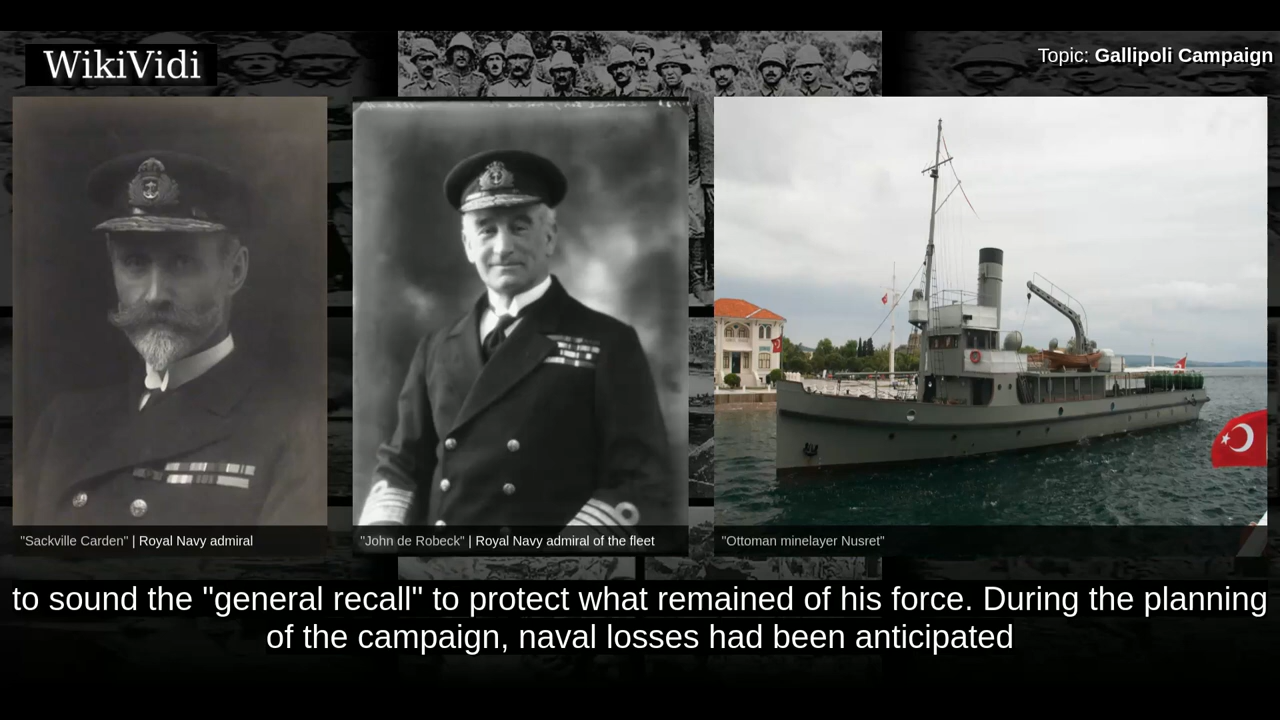 WikiVidi
Topic: Gallipoli Campaign
"Sackville Carden" | Royal Navy admiral
"John de Robeck" | Royal Navy admiral of the fleet
"Ottoman minelayer Nusret"
to sound the "general recall" to protect what remained of his force. During the planning
of the campaign, naval losses had been anticipated